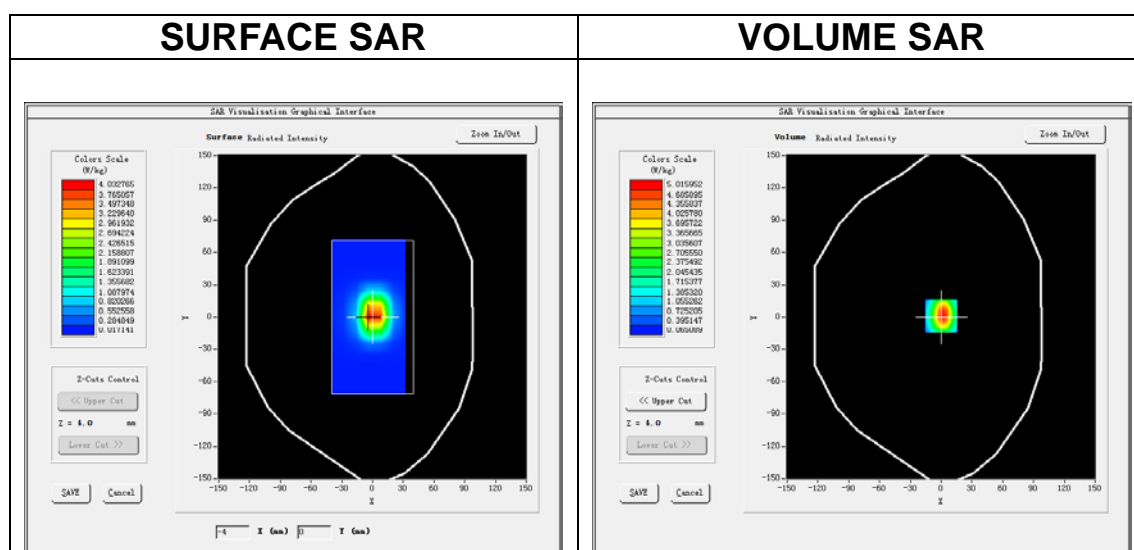 SURFACE SAR
VOLUME SAR
SAR Visualisation Graphical Interface
Surface Radiated Intensity
Zoom In/Out
Colors Scale
(W/kg)
4.032765
3.765057
3.497348
3.229640
2.961932
2.694224
2.426515
2.158807
1.891099
1.623391
1.355682
1.087974
0.820266
0.552558
0.284849
0.017141
Z-Cuts Control
<< Upper Cut
Z = 4.0 mm
Lower Cut >>
SAVE
Cancel
150
120
90
60
30
0
-30
-60
-90
-120
-150
Y
-150 -120 -90 -60 -30 0 30 60 90 120 150
X
-4 X (mm) 0 Y (mm)
SAR Visualisation Graphical Interface
Volume Radiated Intensity
Zoom In/Out
Colors Scale
(W/kg)
5.015952
4.685895
4.355837
4.025780
3.695722
3.365665
3.035607
2.705550
2.375492
2.045435
1.715377
1.385320
1.055262
0.725205
0.395147
0.065089
Z-Cuts Control
<< Upper Cut
Z = 4.0 mm
Lower Cut >>
SAVE
Cancel
150
120
90
60
30
0
-30
-60
-90
-120
-150
Y
-150 -120 -90 -60 -30 0 30 60 90 120 150
X